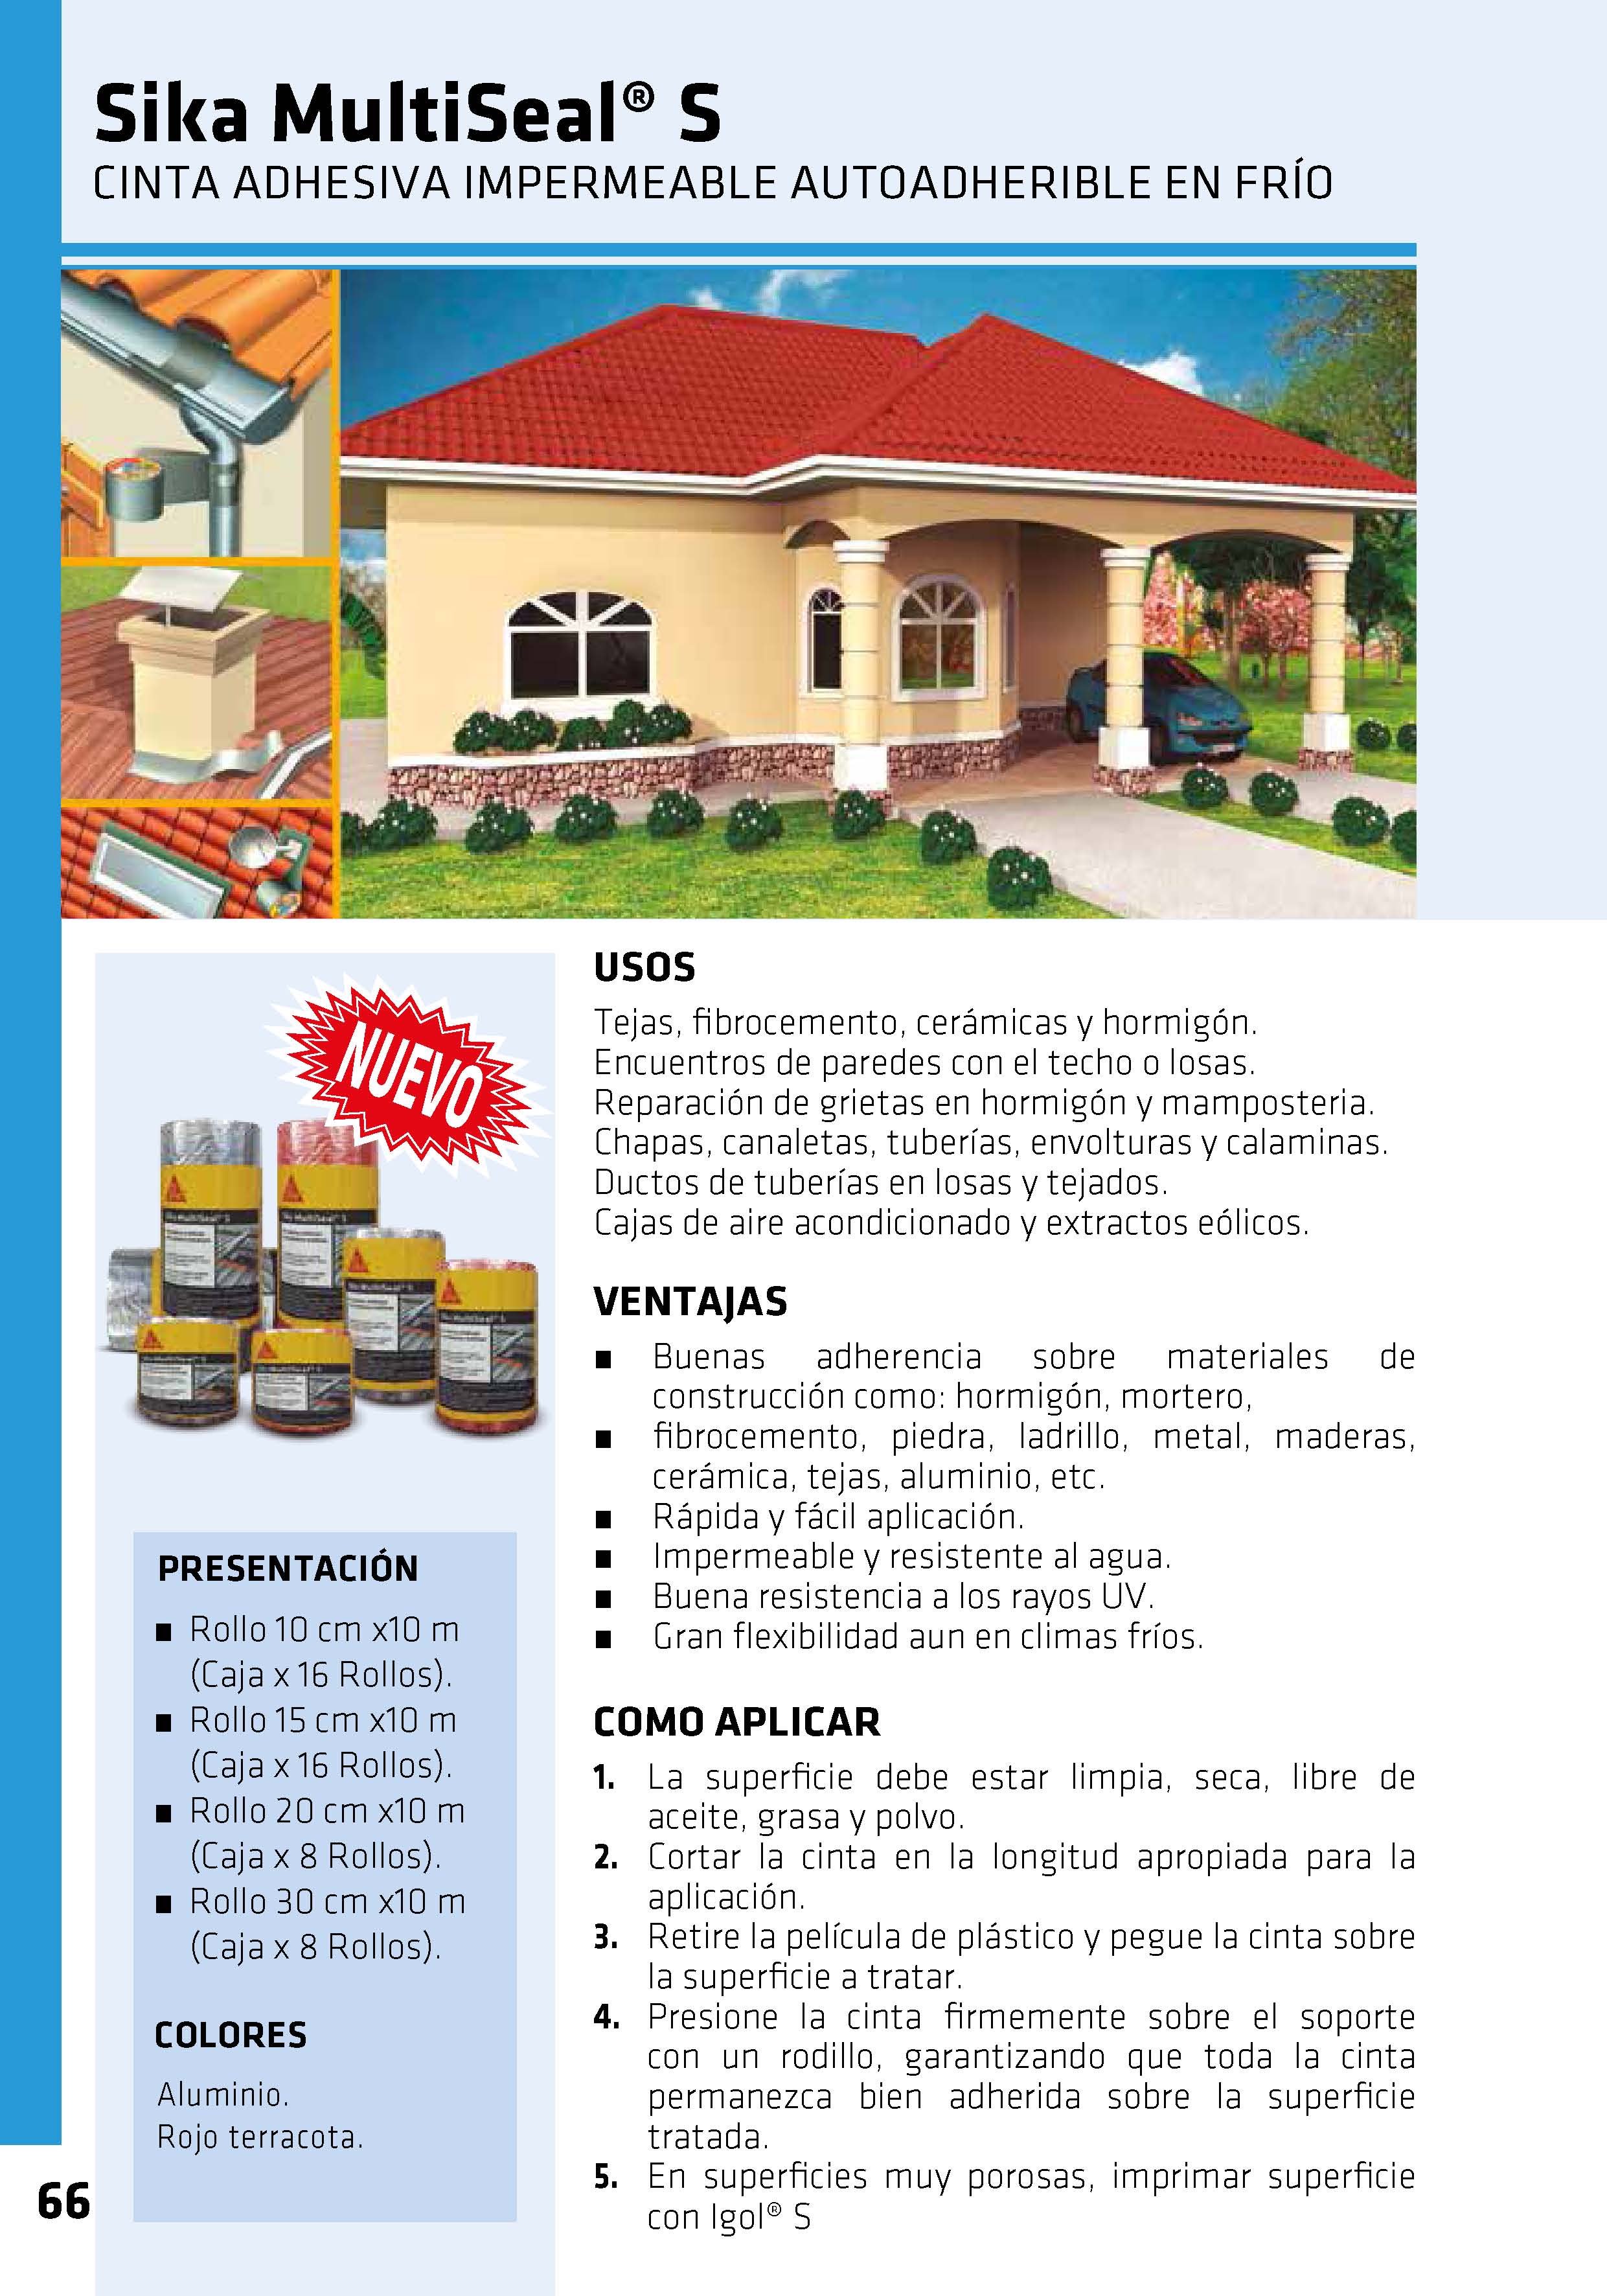 Sika MultiSeal® S
CINTA ADHESIVA IMPERMEABLE AUTOADHERIBLE EN FRÍO
NUEVO
PRESENTACIÓN
■ Rollo 10 cm x10 m
(Caja x 16 Rollos).
■ Rollo 15 cm x10 m
(Caja x 16 Rollos).
■ Rollo 20 cm x10 m
(Caja x 8 Rollos).
■ Rollo 30 cm x10 m
(Caja x 8 Rollos).
COLORES
Aluminio.
Rojo terracota.
66
USOS
Tejas, fibrocemento, cerámicas y hormigón.
Encuentros de paredes con el techo o losas.
Reparación de grietas en hormigón y mamposteria.
Chapas, canaletas, tuberías, envolturas y calaminas.
Ductos de tuberías en losas y tejados.
Cajas de aire acondicionado y extractos eólicos.
VENTAJAS
■ Buenas adherencia sobre materiales de
construcción como: hormigón, mortero,
■ fibrocemento, piedra, ladrillo, metal, maderas,
cerámica, tejas, aluminio, etc.
■ Rápida y fácil aplicación.
■ Impermeable y resistente al agua.
■ Buena resistencia a los rayos UV.
■ Gran flexibilidad aun en climas fríos.
COMO APLICAR
1. La superficie debe estar limpia, seca, libre de
aceite, grasa y polvo.
2. Cortar la cinta en la longitud apropiada para la
aplicación.
3. Retire la película de plástico y pegue la cinta sobre
la superficie a tratar.
4. Presione la cinta firmemente sobre el soporte
con un rodillo, garantizando que toda la cinta
permanezca bien adherida sobre la superficie
tratada.
5. En superficies muy porosas, imprimar superficie
con Igol® S